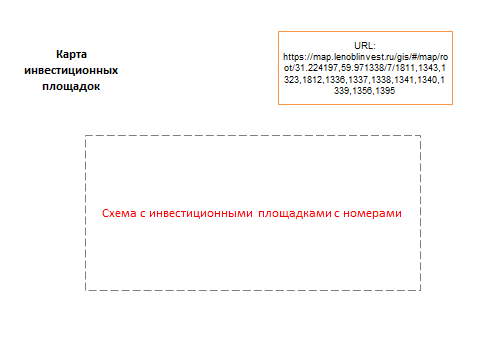 Карта
инвестиционных
площадок
URL:
https://map.lenoblinvest.ru/gis/#/map/ro
ot/31.224197,59.971338/7/1811,1343,1
323,1812,1336,1337,1338,1341,1340,1
339,1356,1395
Схема с инвестиционными площадками с номерами